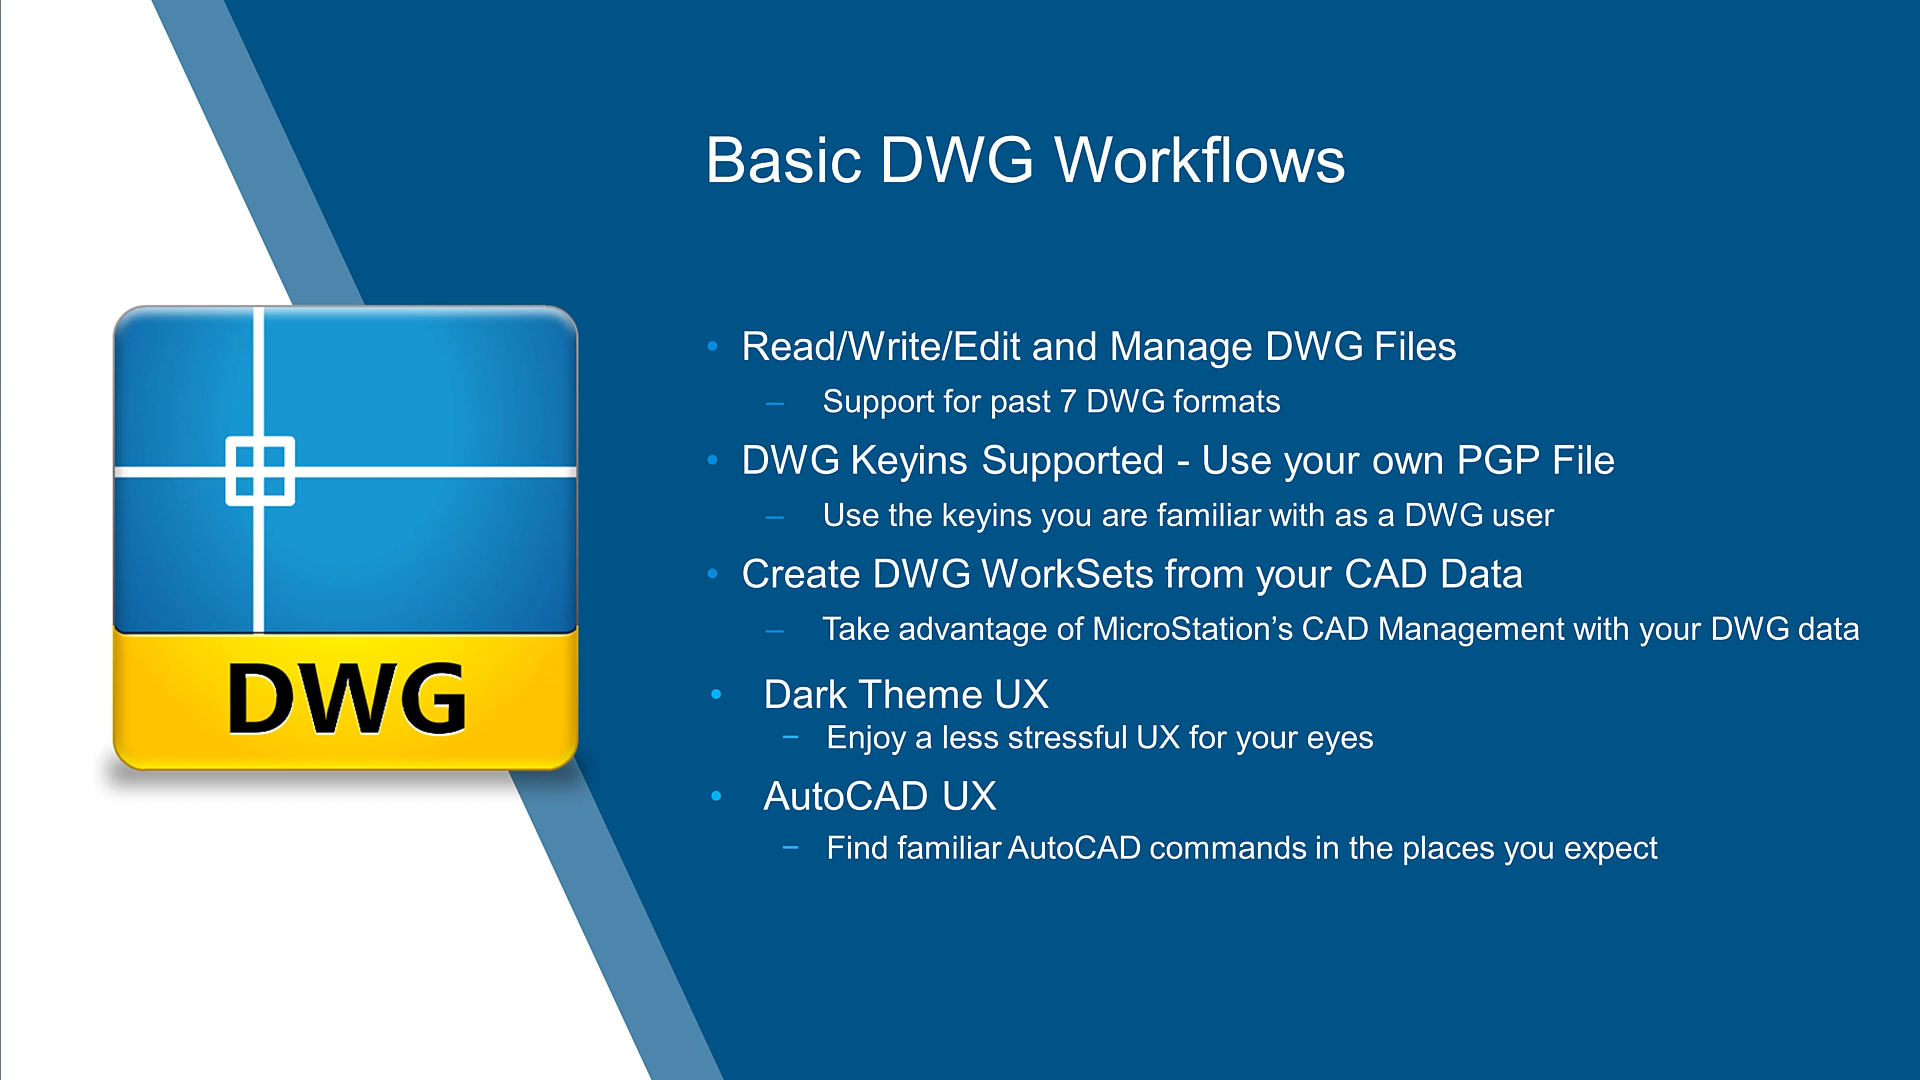 Basic DWG Workflows
• Read/Write/Edit and Manage DWG Files
– Support for past 7 DWG formats
• DWG Keyins Supported - Use your own PGP File
– Use the keyins you are familiar with as a DWG user
• Create DWG WorkSets from your CAD Data
– Take advantage of MicroStation’s CAD Management with your DWG data
• Dark Theme UX
− Enjoy a less stressful UX for your eyes
• AutoCAD UX
− Find familiar AutoCAD commands in the places you expect
DWG